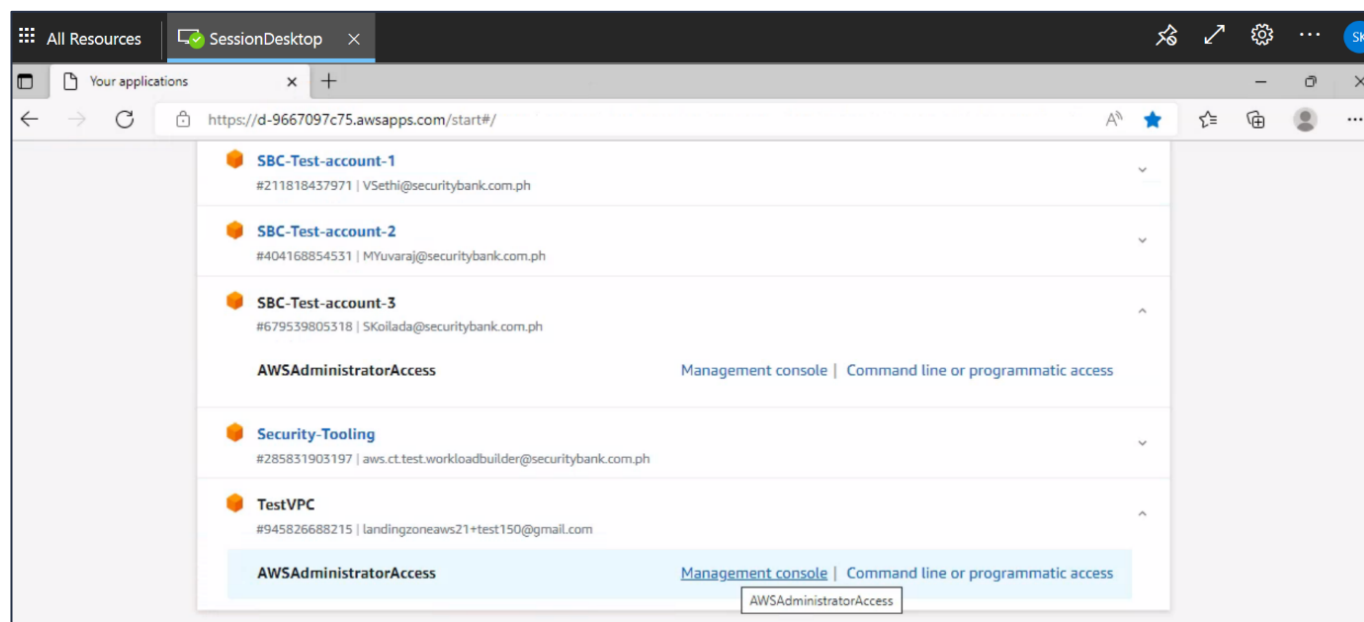 All Resources
SessionDesktop
SK
Your applications
https://d-9667097c75.awsapps.com/start#/
SBC-Test-account-1
#211818437971 | VSethi@securitybank.com.ph
SBC-Test-account-2
#404168854531 | MYuvaraj@securitybank.com.ph
SBC-Test-account-3
#679539805318 | SKoilada@securitybank.com.ph
AWSAdministratorAccess Management console | Command line or programmatic access
Security-Tooling
#285831903197 | aws.ct.test.workloadbuilder@securitybank.com.ph
TestVPC
#945826688215 | landingzoneaws21+test150@gmail.com
AWSAdministratorAccess Management console | Command line or programmatic access
AWSAdministratorAccess